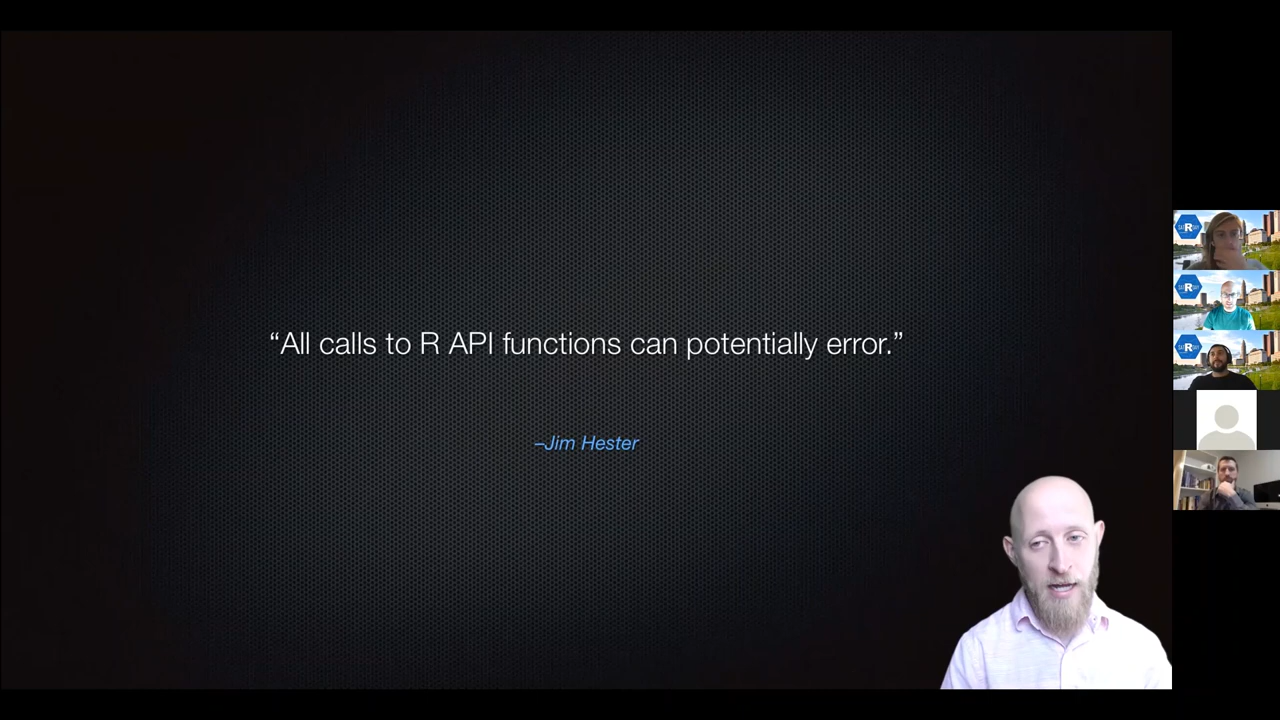 “All calls to R API functions can potentially error.”
–Jim Hester